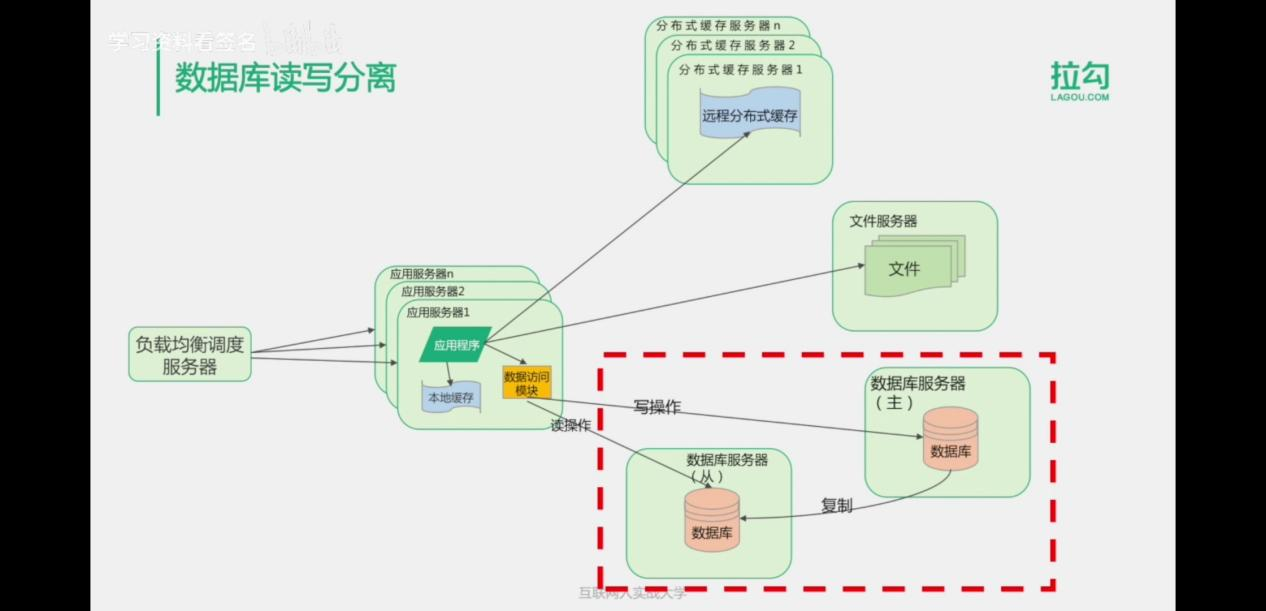 学习资料看签名
数据库读写分离
拉勾
LAGOU.COM
分布式缓存服务器n
分布式缓存服务器2
分布式缓存服务器1
远程分布式缓存
文件服务器
文件
应用服务器n
应用服务器2
应用服务器1
应用程序
本地缓存
数据访问
模块
负载均衡调度
服务器
写操作
读操作
数据库服务器
（主）
数据库
数据库服务器
（从）
数据库
复制
互联网人实战大学